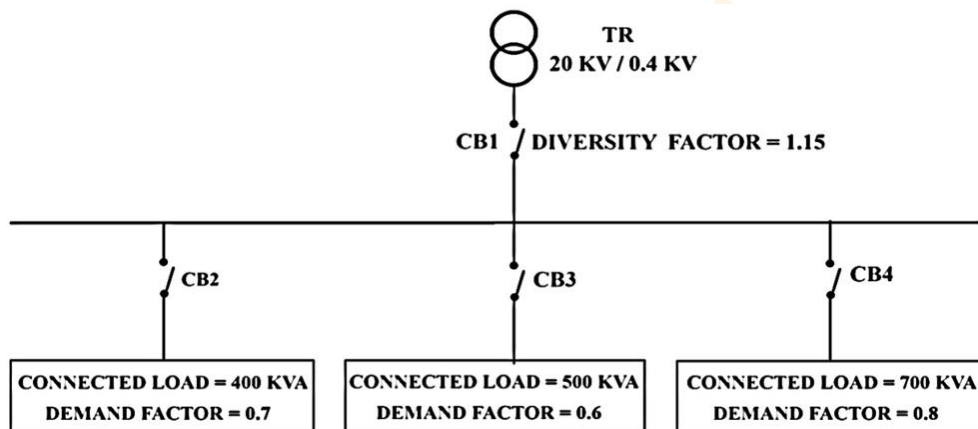 TR
20 KV / 0.4 KV
CB1 DIVERSITY FACTOR = 1.15
CB2
CB3
CB4
CONNECTED LOAD = 400 KVA
DEMAND FACTOR = 0.7
CONNECTED LOAD = 500 KVA
DEMAND FACTOR = 0.6
CONNECTED LOAD = 700 KVA
DEMAND FACTOR = 0.8